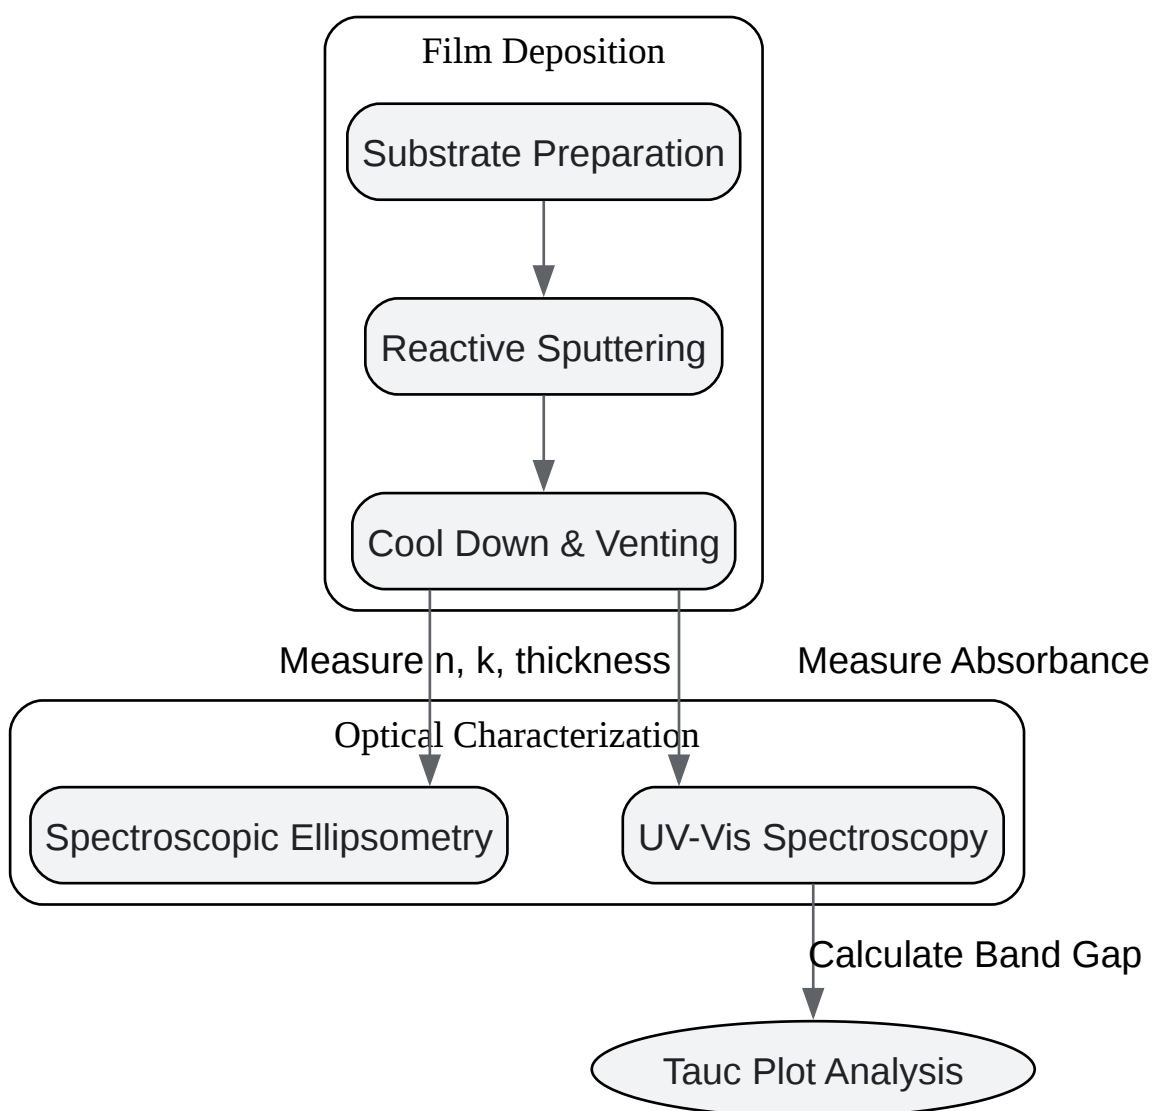 Film Deposition
Substrate Preparation
Reactive Sputtering
Cool Down & Venting
Measure n, k, thickness
Measure Absorbance
Optical Characterization
Spectroscopic Ellipsometry
UV-Vis Spectroscopy
Calculate Band Gap
Tauc Plot Analysis